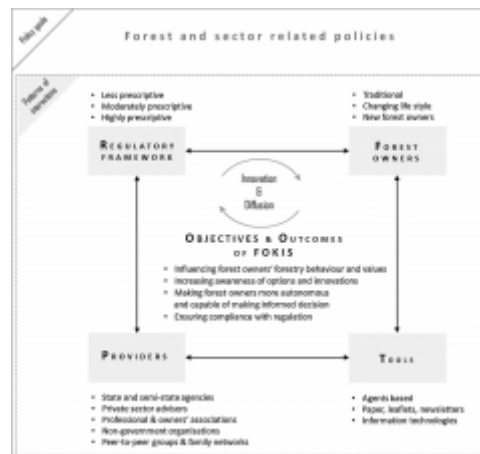 Policy goals
Forest and sector related policies
Patterns of
interactions
Less prescriptive
Moderately prescriptive
Highly prescriptive
Traditional
Changing life style
New forest owners
REGULATORY
FRAMEWORK
FOREST
OWNERS
Innovation
&
Diffusion
OBJECTIVES & OUTCOMES
OF FOKIS
Influencing forest owners' forestry behaviour and values
Increasing awareness of options and innovations
Making forest owners more autonomous
and capable of making informed decision
Ensuring compliance with regulation
PROVIDERS
TOOLS
State and semi-state agencies
Private sector advisers
Professional & owners' associations
Non-government organisations
Peer-to-peer groups & family networks
Agents based
Paper, leaflets, newsletters
Information technologies